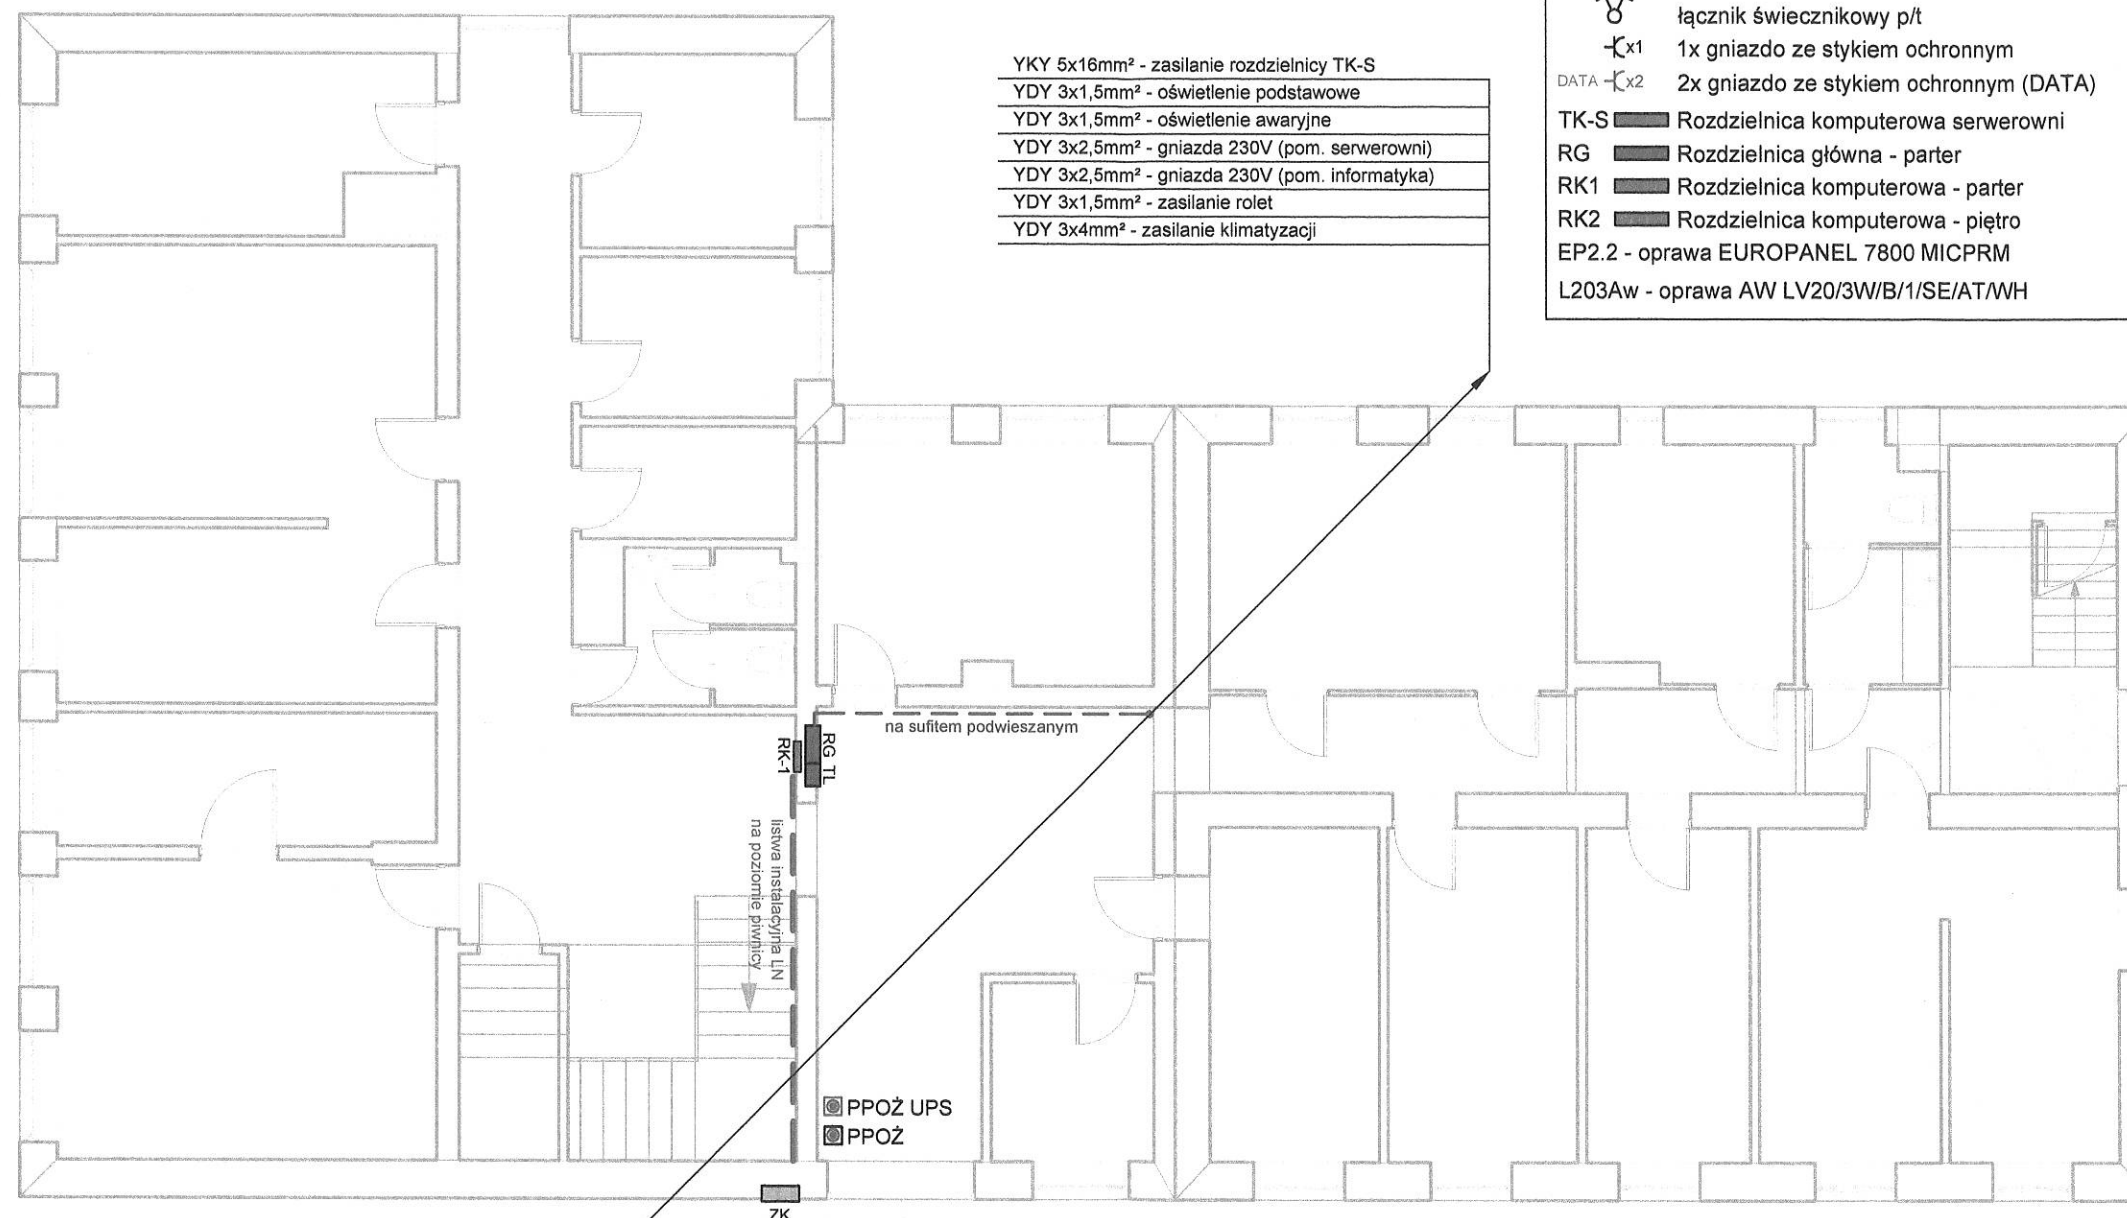 YKY 5x16mm² - zasilanie rozdzielnicy TK-S
YDY 3x1,5mm² - oświetlenie podstawowe
YDY 3x1,5mm² - oświetlenie awaryjne
YDY 3x2,5mm² - gniazda 230V (pom. serwerowni)
YDY 3x2,5mm² - gniazda 230V (pom. informatyka)
YDY 3x1,5mm² - zasilanie rolet
YDY 3x4mm² - zasilanie klimatyzacji
łącznik świecznikowy p/t
x1 1x gniazdo ze stykiem ochronnym
DATA x2 2x gniazdo ze stykiem ochronnym (DATA)
TK-S Rozdzielnica komputerowa serwerowni
RG Rozdzielnica główna - parter
RK1 Rozdzielnica komputerowa - parter
RK2 Rozdzielnica komputerowa - piętro
EP2.2 - oprawa EUROPANEL 7800 MICPRM
L203Aw - oprawa AW LV20/3W/B/1/SE/AT/WH
na sufitem podwieszanym
RK-1
RG TL
listwa instalacyjna LN
na poziomie piwnicy
PPOŻ UPS
PPOŻ
ZK